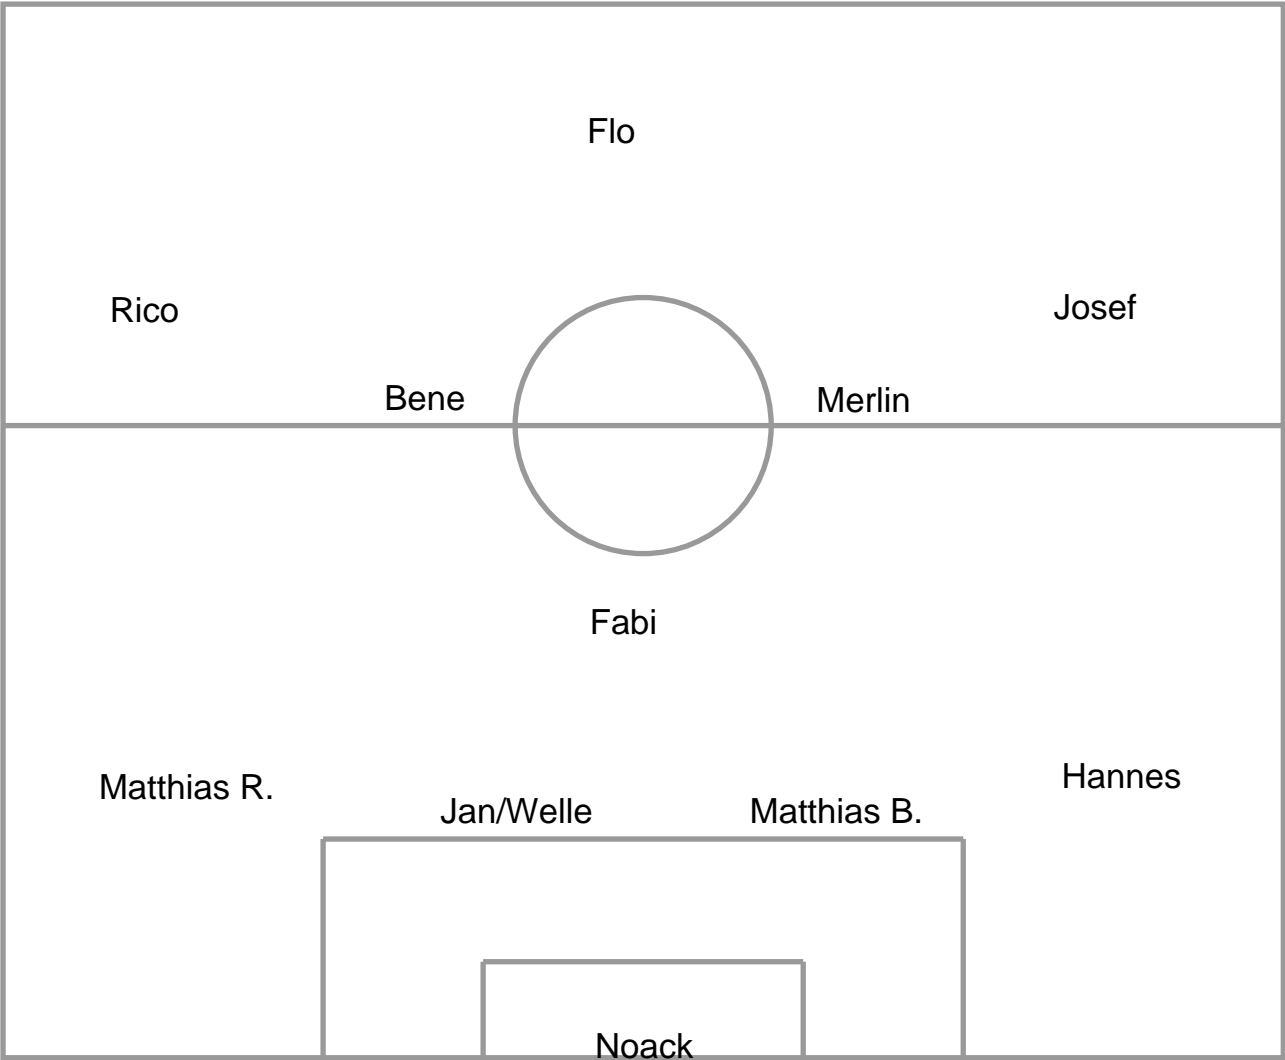 Flo
Rico
Josef
Bene
Merlin
Fabi
Matthias R.
Hannes
Jan/Welle
Matthias B.
Noack